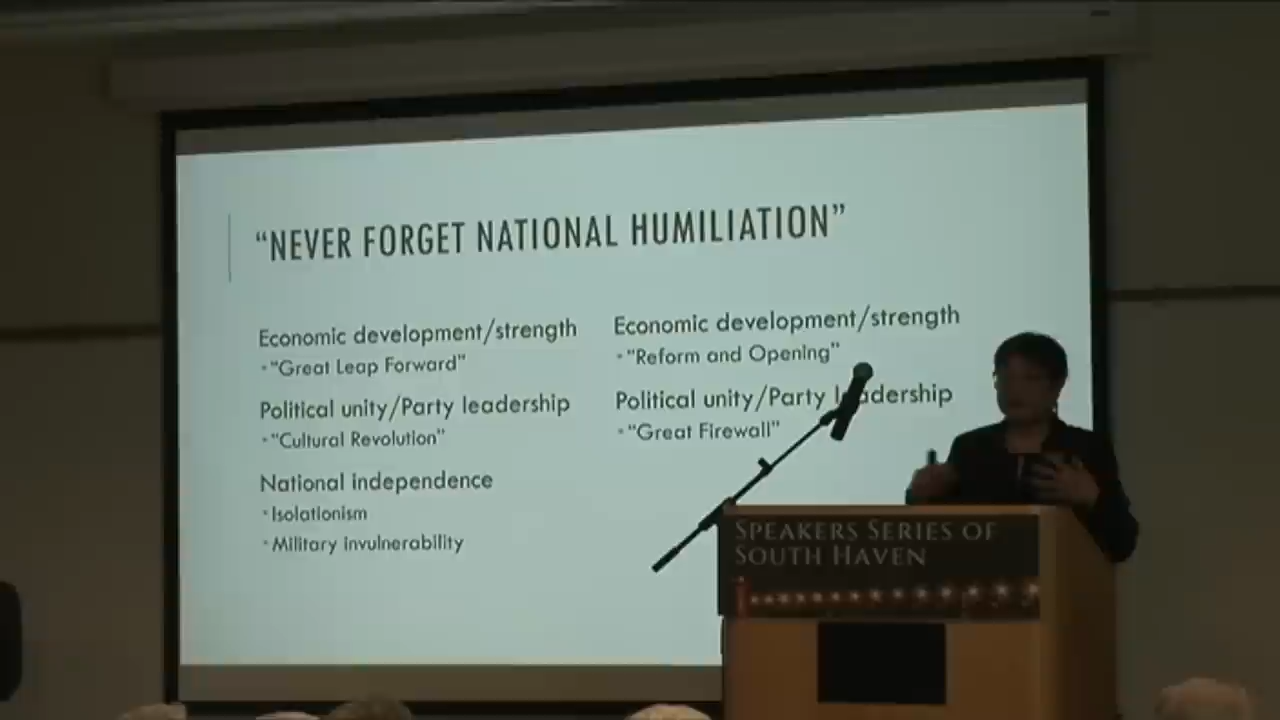 “NEVER FORGET NATIONAL HUMILIATION”
Economic development/strength
“Great Leap Forward”
Political unity/Party leadership
“Cultural Revolution”
National independence
Isolationism
Military invulnerability
Economic development/strength
“Reform and Opening”
Political unity/Party leadership
“Great Firewall”
SPEAKERS SERIES OF
SOUTH HAVEN